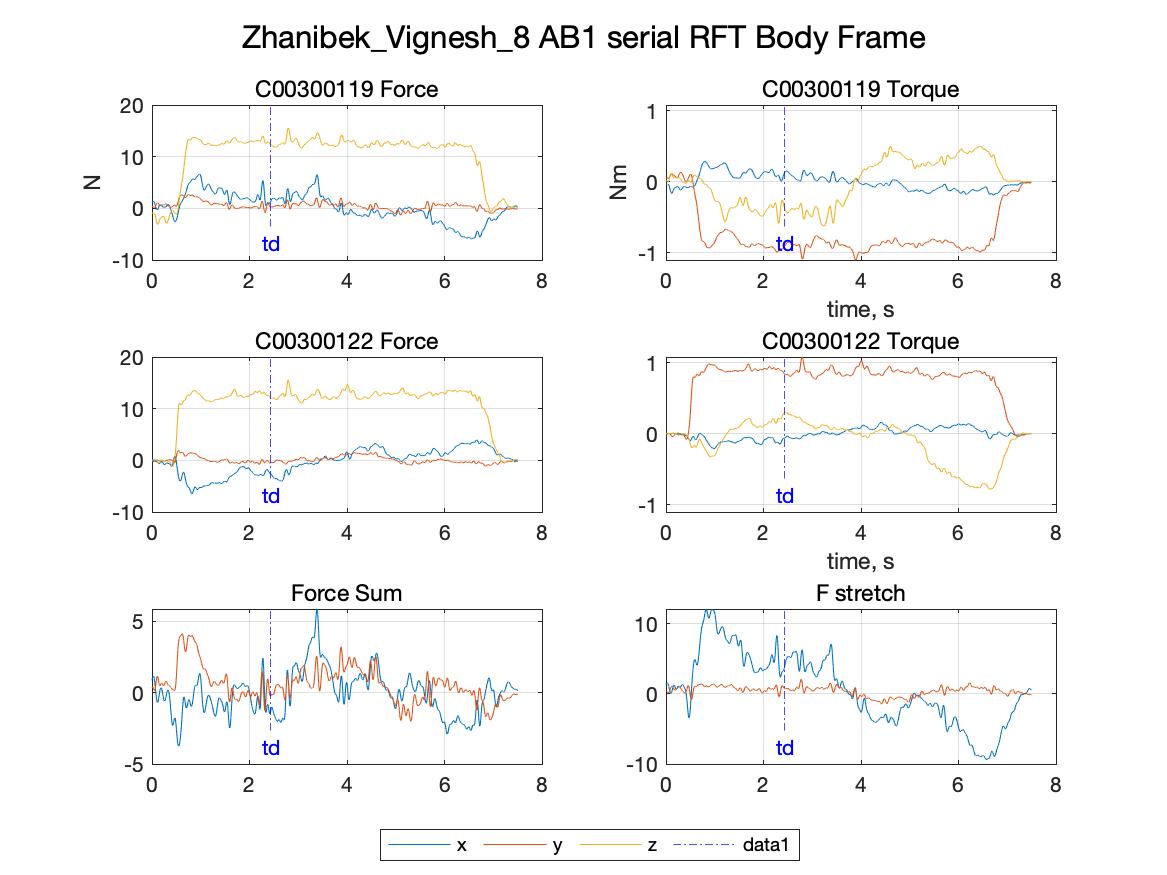 Zhanibek_Vignesh_8 AB1 serial RFT Body Frame
C00300119 Force
20
10
0
-10
N
td
0 2 4 6 8
C00300119 Torque
1
0
-1
Nm
td
0 2 4 6 8
time, s
C00300122 Force
20
10
0
-10
td
0 2 4 6 8
C00300122 Torque
1
0
-1
td
0 2 4 6 8
time, s
Force Sum
5
0
-5
td
0 2 4 6 8
F stretch
10
0
-10
td
0 2 4 6 8
x y z data1